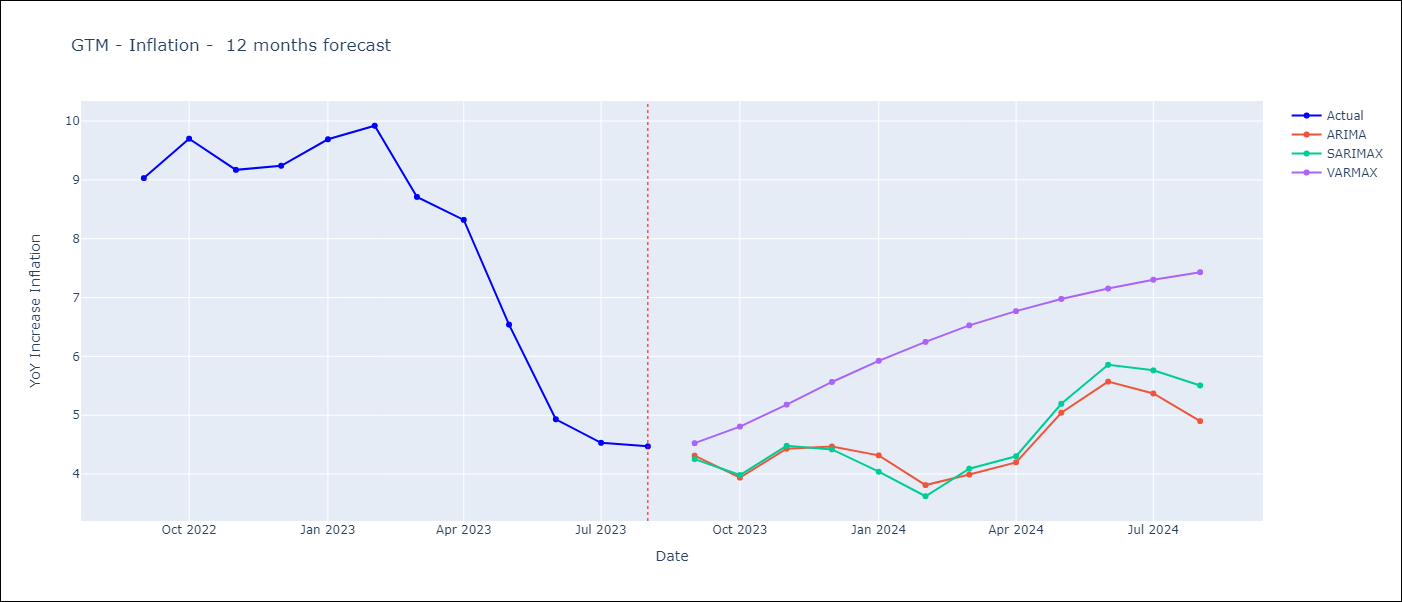 GTM - Inflation -  12 months forecast
Actual
ARIMA
SARIMAX
VARMAX
YoY Increase Inflation
10
9
8
7
6
5
4
Oct 2022
Jan 2023
Apr 2023
Jul 2023
Oct 2023
Jan 2024
Apr 2024
Jul 2024
Date